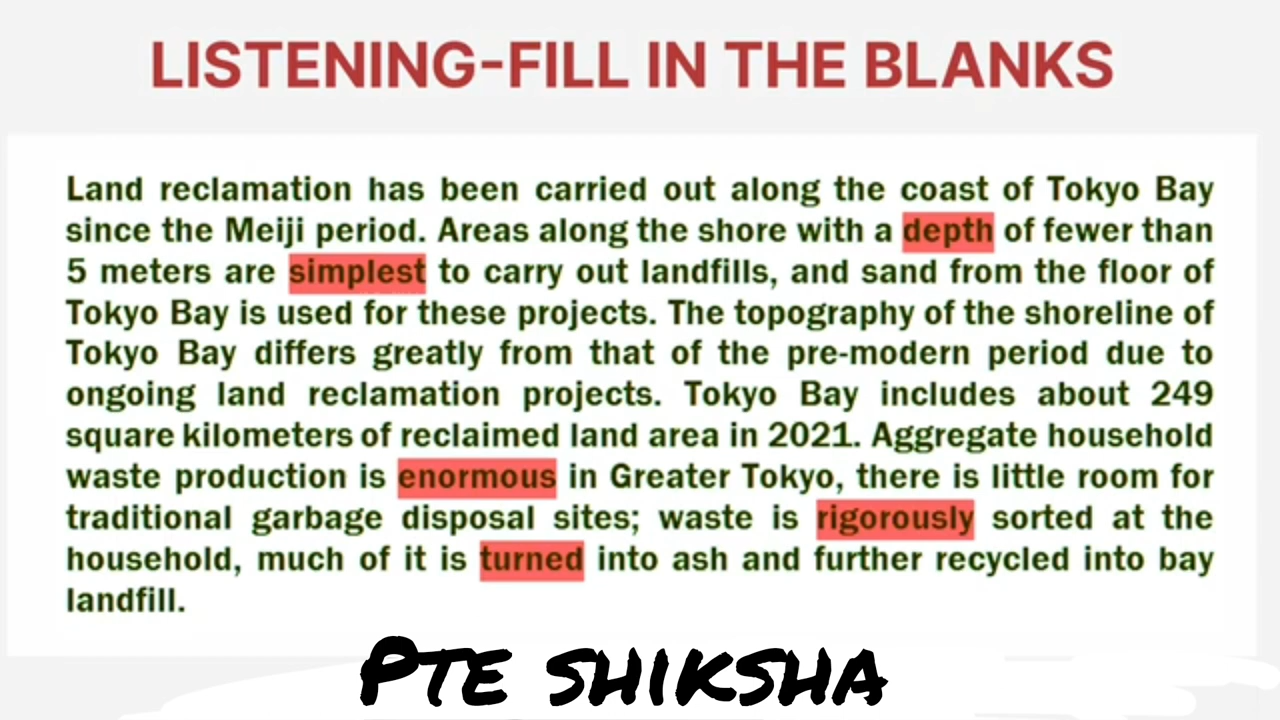 LISTENING-FILL IN THE BLANKS
Land reclamation has been carried out along the coast of Tokyo Bay
since the Meiji period. Areas along the shore with a depth of fewer than
5 meters are simplest to carry out landfills, and sand from the floor of
Tokyo Bay is used for these projects. The topography of the shoreline of
Tokyo Bay differs greatly from that of the pre-modern period due to
ongoing land reclamation projects. Tokyo Bay includes about 249
square kilometers of reclaimed land area in 2021. Aggregate household
waste production is enormous in Greater Tokyo, there is little room for
traditional garbage disposal sites; waste is rigorously sorted at the
household, much of it is turned into ash and further recycled into bay
landfill.
PTE SHIKSHA